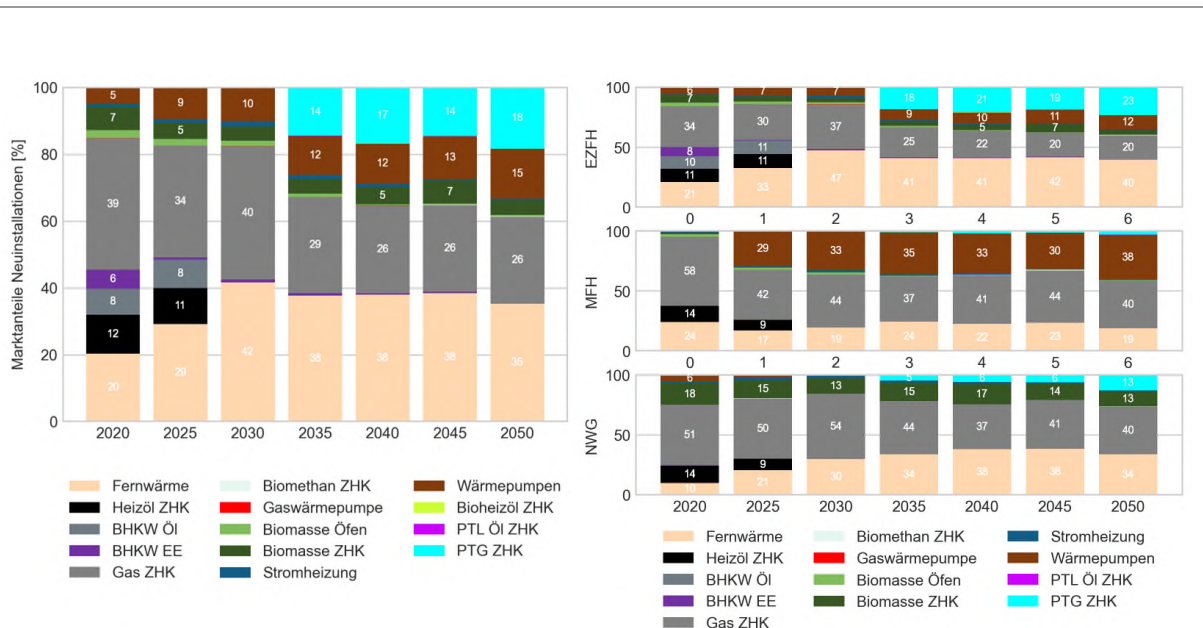 Marktanteile Neuinstallationen [%]
100
80
60
40
20
0
5 9 10 14 17 14 18
7 5 12 12 13 15
39 34 40 29 5 7 26
6 8 26 26
8 11
12
20 29 42 38 38 38 35
2020 2025 2030 2035 2040 2045 2050
Fernwärme Biomethan ZHK Wärmepumpen
Heizöl ZHK Gaswärmepumpe Bioheizöl ZHK
BHKW Öl Biomasse Öfen PTL Öl ZHK
BHKW EE Biomasse ZHK PTG ZHK
Gas ZHK Stromheizung
EZFH
100
50
0
6 7 7 18 21 19 23
7 9 10 11 12
34 30 37 25 5 7 20
8 11 22 20
10 11
11
21 33 47 41 41 42 40
0 1 2 3 4 5 6
MFH
100
50
0
58 29 33 35 33 30 38
14 42 44 37 41 44 40
9
24 17 19 24 22 23 19
0 1 2 3 4 5 6
NWG
100
50
0
6 5 6 6 13
18 15 13 15 17 14 13
51 50 54 44 37 41 40
14 9
10 21 30 34 38 38 34
2020 2025 2030 2035 2040 2045 2050
Fernwärme Biomethan ZHK Stromheizung
Heizöl ZHK Gaswärmepumpe Wärmepumpen
BHKW Öl Biomasse Öfen PTL Öl ZHK
BHKW EE Biomasse ZHK PTG ZHK
Gas ZHK